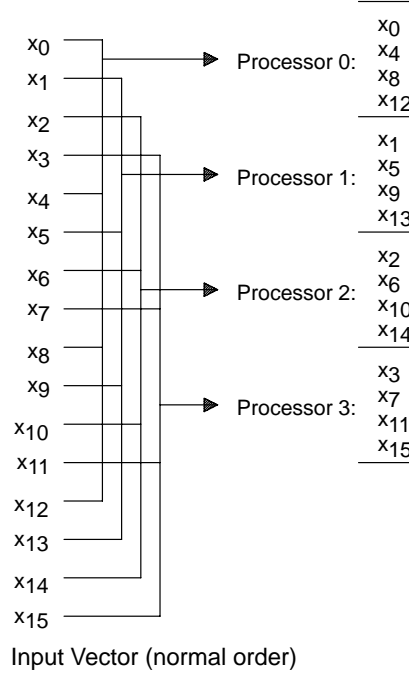 x0
x1
x2
x3
x4
x5
x6
x7
x8
x9
x10
x11
x12
x13
x14
x15
Input Vector (normal order)
Processor 0:
x0
x4
x8
x12
Processor 1:
x1
x5
x9
x13
Processor 2:
x2
x6
x10
x14
Processor 3:
x3
x7
x11
x15